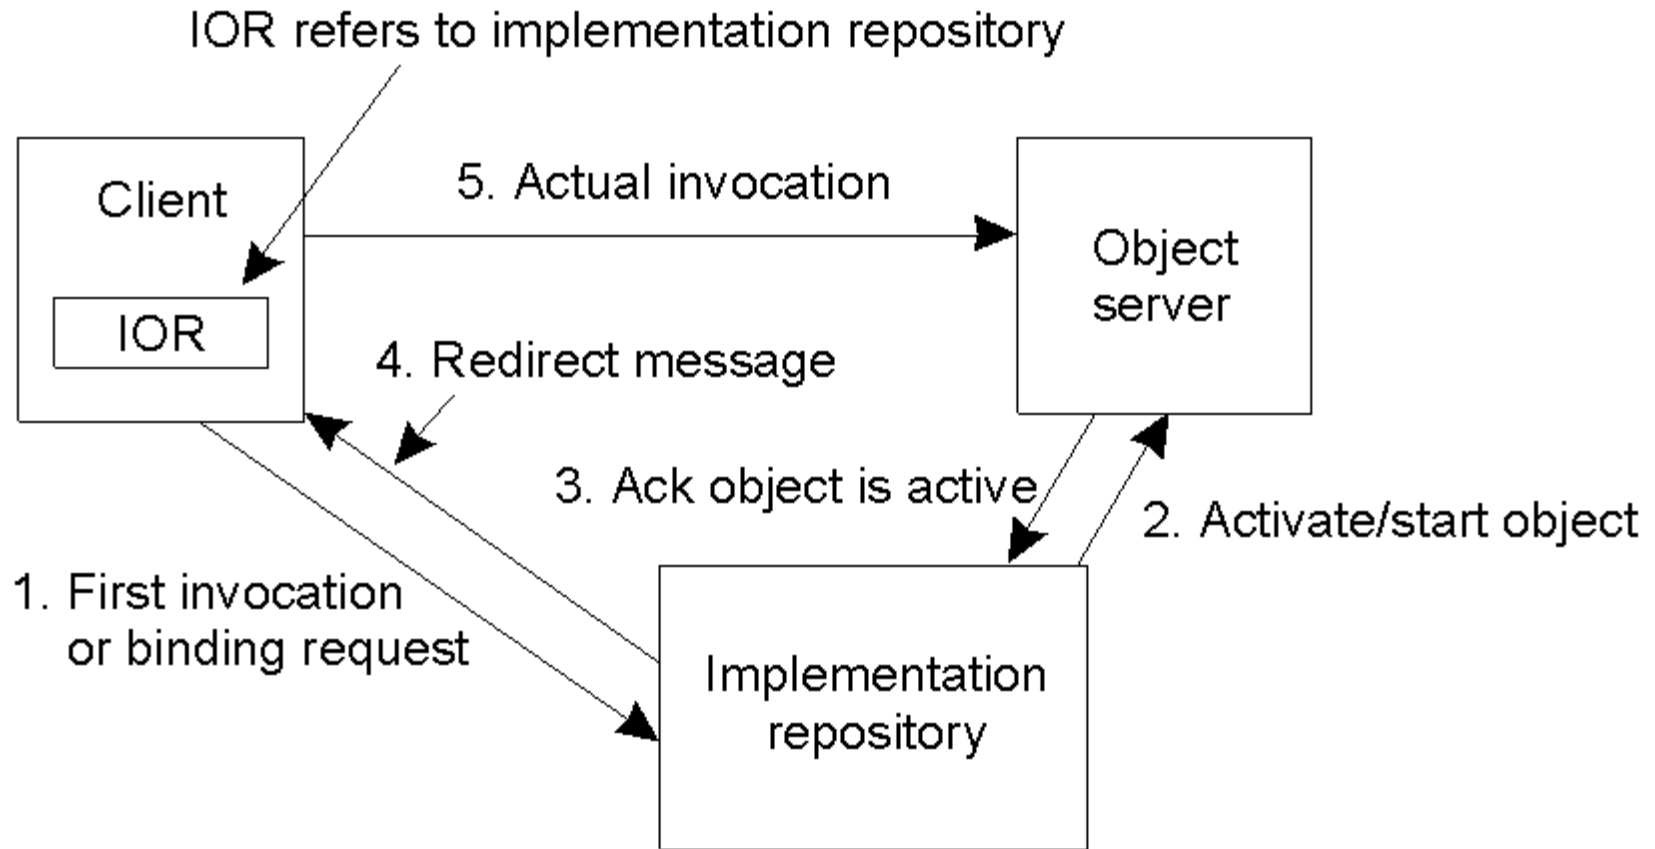 IOR refers to implementation repository
Client
5. Actual invocation
Object
server
IOR
4. Redirect message
3. Ack object is active
2. Activate/start object
1. First invocation
or binding request
Implementation
repository